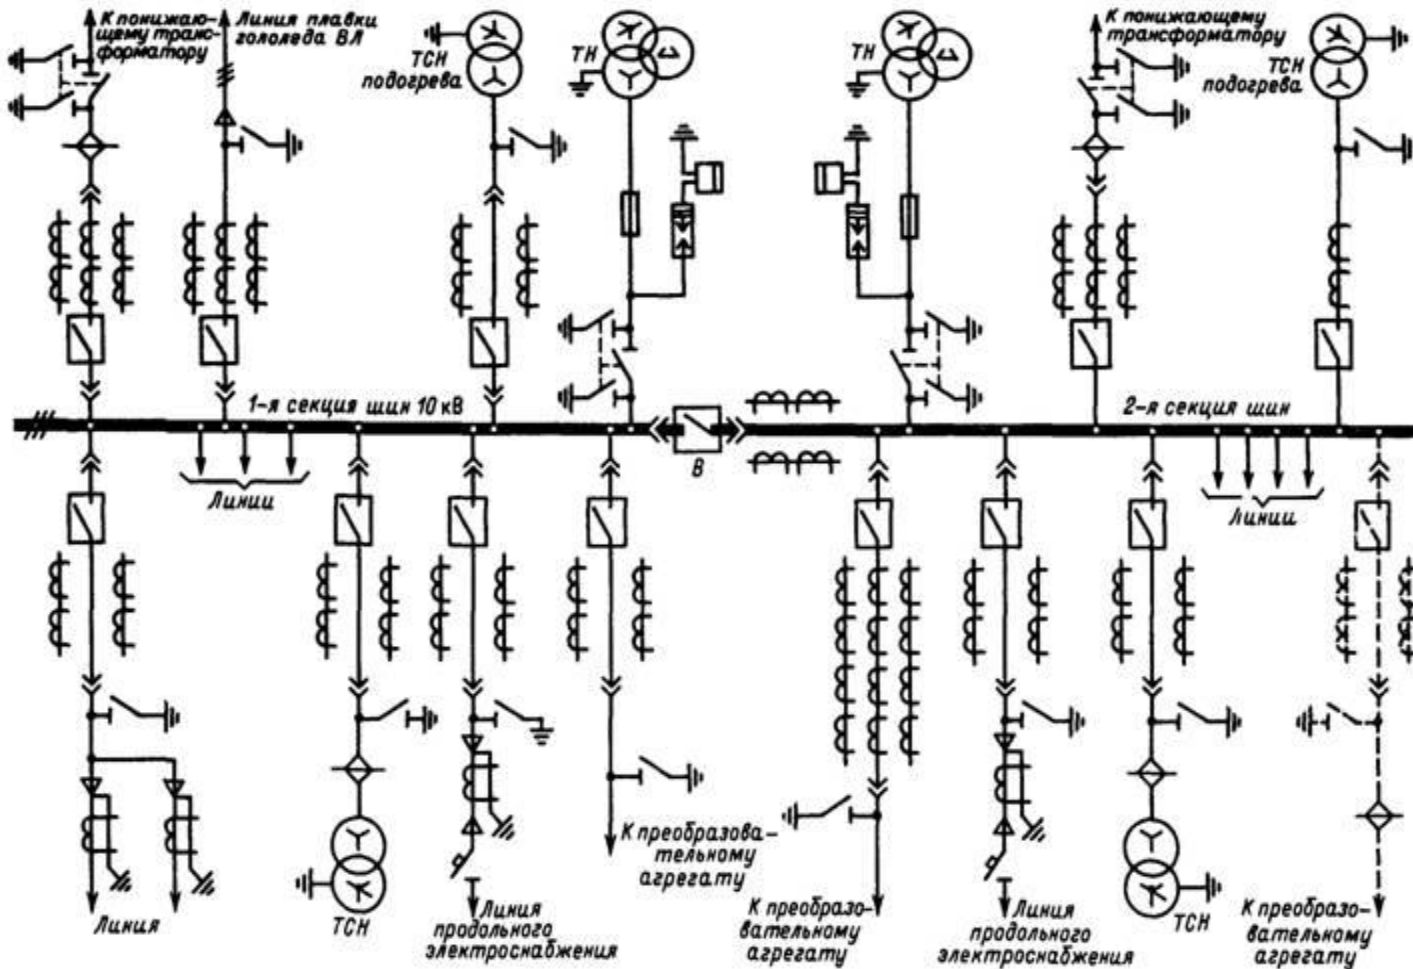 К понижаю-
щему транс-
форматору
Линия плавки
гололеда ВЛ
ТСН
подогрева
ТН
ТН
К понижающему
трансформатору
ТСН
подогрева
1-я секция шин 10 кВ
2-я секция шин
В
Линии
Линии
Линия
ТСН
Линия
продольного
электроснабжения
К преобразова-
тельному
агрегату
К преобразо-
вательному
агрегату
Линия
продольного
электроснабжения
ТСН
К преобразо-
вательному
агрегату